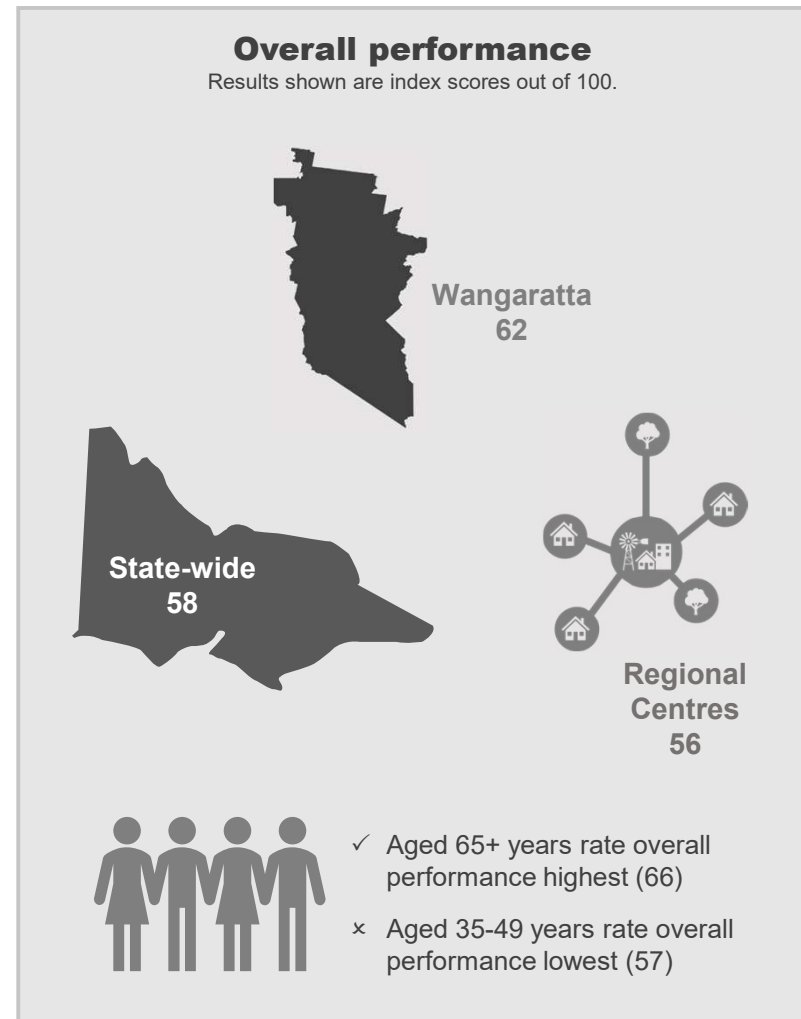 Overall performance
Results shown are index scores out of 100.
Wangaratta
62
State-wide
58
Regional
Centres
56
✓ Aged 65+ years rate overall
performance highest (66)
× Aged 35-49 years rate overall
performance lowest (57)